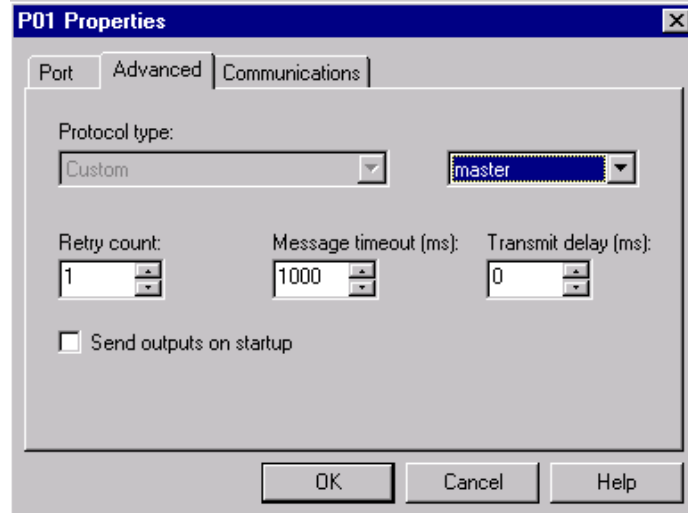 P01 Properties
Port Advanced Communications
Protocol type:
Custom master
Retry count: Message timeout (ms): Transmit delay (ms):
1 1000 0
Send outputs on startup
OK Cancel Help